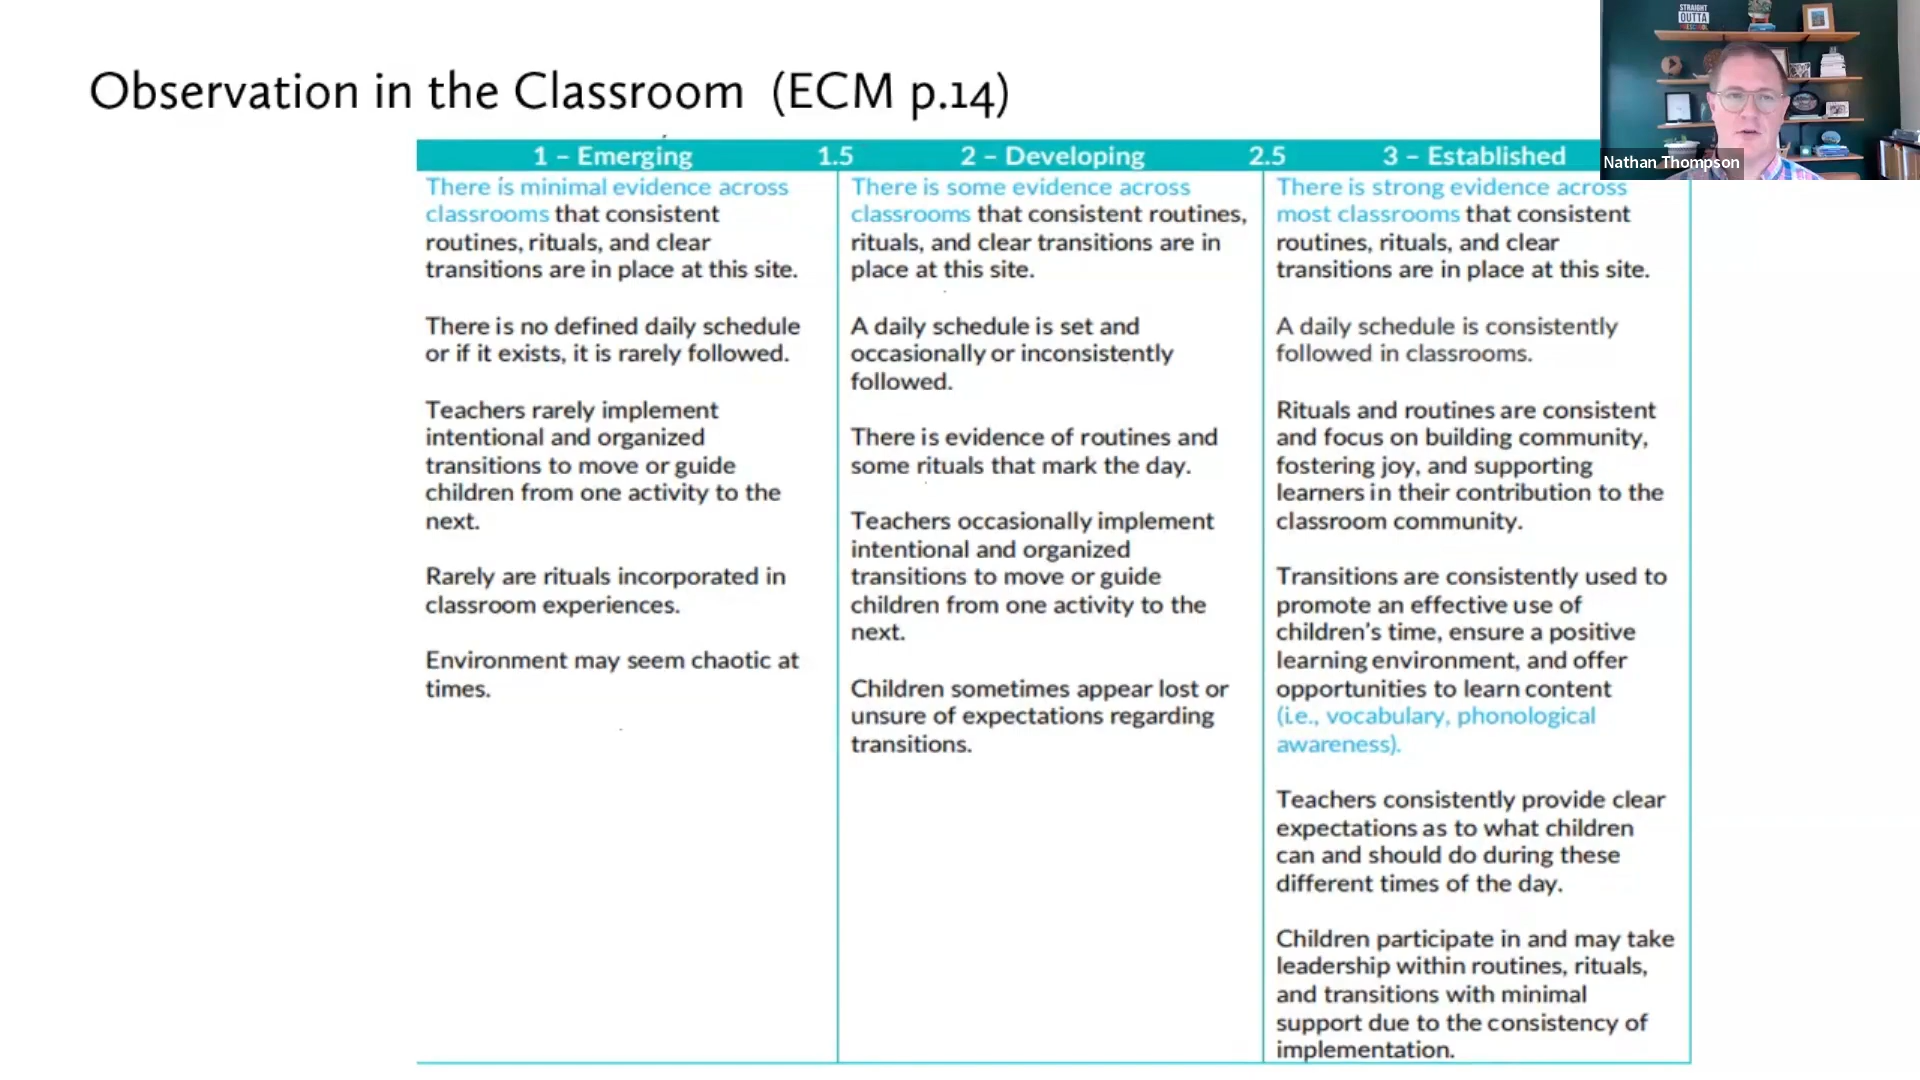 Observation in the Classroom (ECM p.14)
STRAIGHT
OUTTA
Nathan Thompson
1 – Emerging 1.5 2 – Developing 2.5 3 – Established
There is minimal evidence across
classrooms that consistent
routines, rituals, and clear
transitions are in place at this site.
There is no defined daily schedule
or if it exists, it is rarely followed.
Teachers rarely implement
intentional and organized
transitions to move or guide
children from one activity to the
next.
Rarely are rituals incorporated in
classroom experiences.
Environment may seem chaotic at
times.
There is some evidence across
classrooms that consistent routines,
rituals, and clear transitions are in
place at this site.
A daily schedule is set and
occasionally or inconsistently
followed.
There is evidence of routines and
some rituals that mark the day.
Teachers occasionally implement
intentional and organized
transitions to move or guide
children from one activity to the
next.
Children sometimes appear lost or
unsure of expectations regarding
transitions.
There is strong evidence across
most classrooms that consistent
routines, rituals, and clear
transitions are in place at this site.
A daily schedule is consistently
followed in classrooms.
Rituals and routines are consistent
and focus on building community,
fostering joy, and supporting
learners in their contribution to the
classroom community.
Transitions are consistently used to
promote an effective use of
children’s time, ensure a positive
learning environment, and offer
opportunities to learn content
(i.e., vocabulary, phonological
awareness).
Teachers consistently provide clear
expectations as to what children
can and should do during these
different times of the day.
Children participate in and may take
leadership within routines, rituals,
and transitions with minimal
support due to the consistency of
implementation.